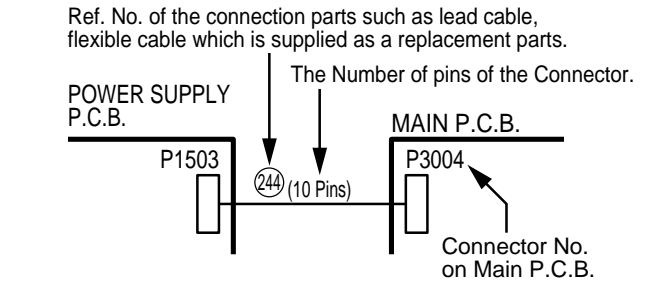 Ref. No. of the connection parts such as lead cable,
flexible cable which is supplied as a replacement parts.
The Number of pins of the Connector.
POWER SUPPLY
P.C.B.
MAIN P.C.B.
P1503
244 (10 Pins)
P3004
Connector No.
on Main P.C.B.